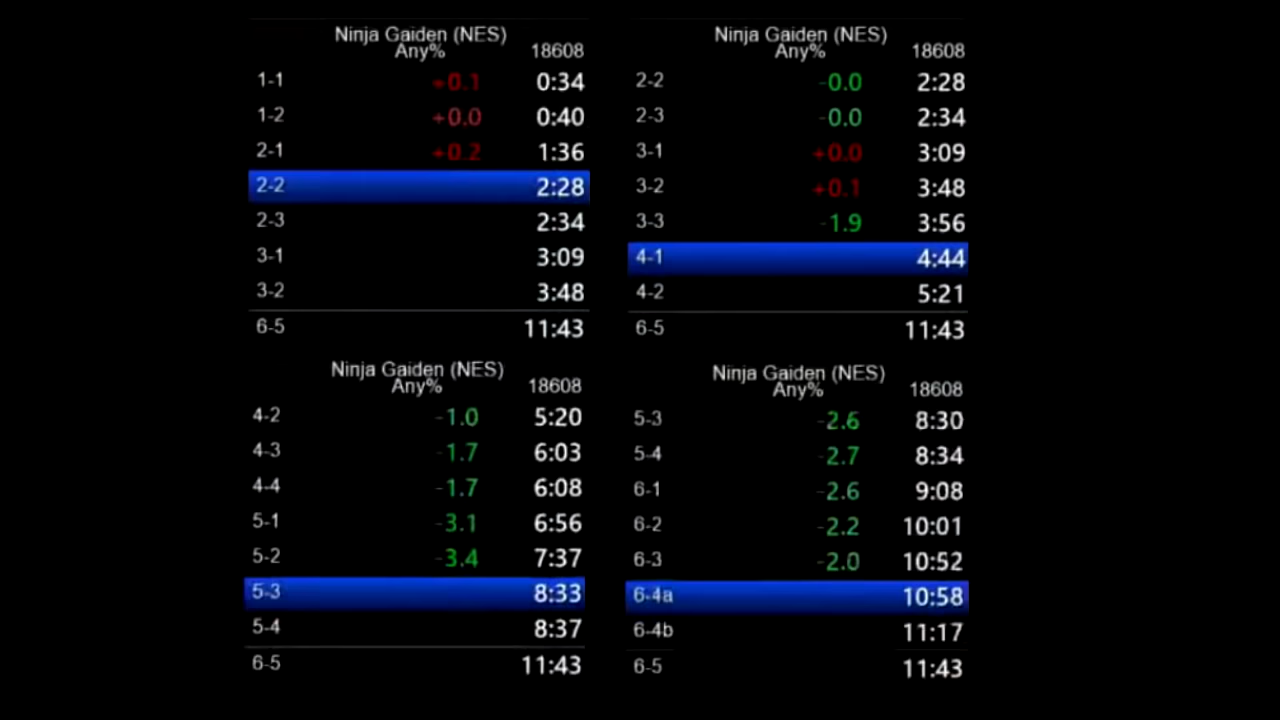 Ninja Gaiden (NES)
Any% 18608
1-1 +0.1 0:34
1-2 +0.0 0:40
2-1 +0.2 1:36
2-2 2:28
2-3 2:34
3-1 3:09
3-2 3:48
6-5 11:43
Ninja Gaiden (NES)
Any% 18608
2-2 -0.0 2:28
2-3 -0.0 2:34
3-1 +0.0 3:09
3-2 +0.1 3:48
3-3 -1.9 3:56
4-1 4:44
4-2 5:21
6-5 11:43
Ninja Gaiden (NES)
Any% 18608
4-2 -1.0 5:20
4-3 -1.7 6:03
4-4 -1.7 6:08
5-1 -3.1 6:56
5-2 -3.4 7:37
5-3 8:33
5-4 8:37
6-5 11:43
Ninja Gaiden (NES)
Any% 18608
5-3 -2.6 8:30
5-4 -2.7 8:34
6-1 -2.6 9:08
6-2 -2.2 10:01
6-3 -2.0 10:52
6-4a 10:58
6-4b 11:17
6-5 11:43